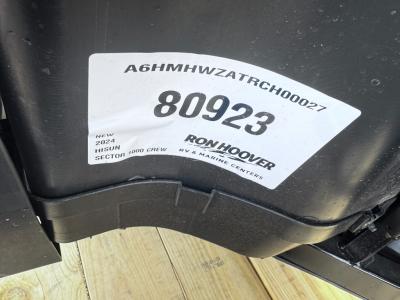 A6HMHWZATRCH00027
80923
NEW
2024
HISUN
SECTOR 1000 CREW
RON HOOVER
RV & MARINE CENTERS